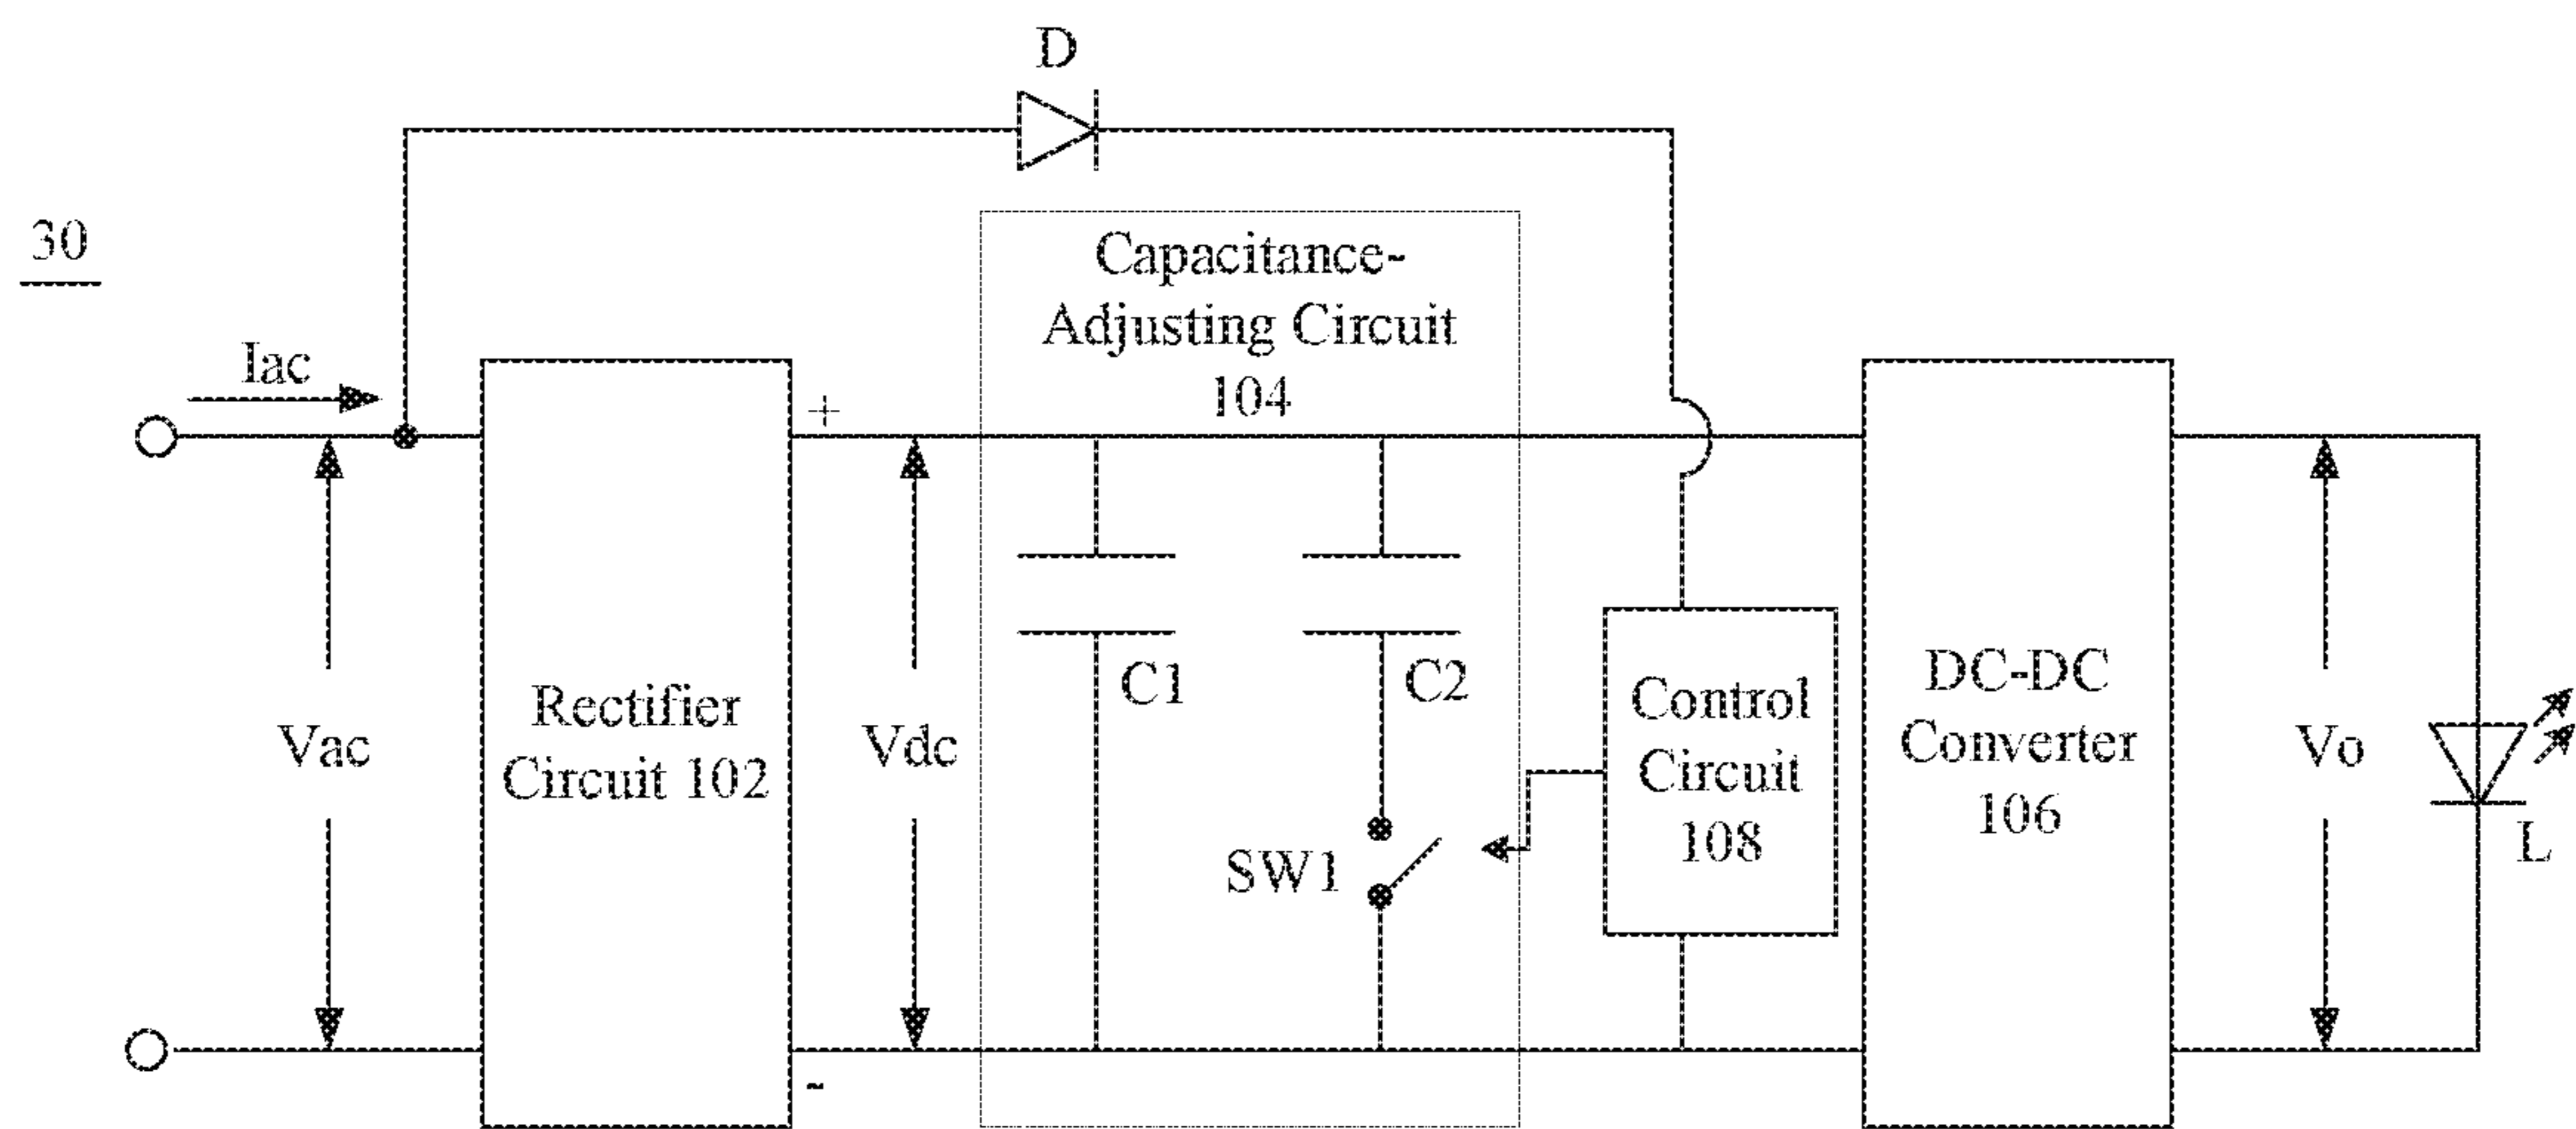 D
30
Capacitance-
Adjusting Circuit
104
Iac
+
Vac
Rectifier
Circuit 102
Vdc
C1
C2
SW1
Control
Circuit
108
DC-DC
Converter
106
Vo
L
-